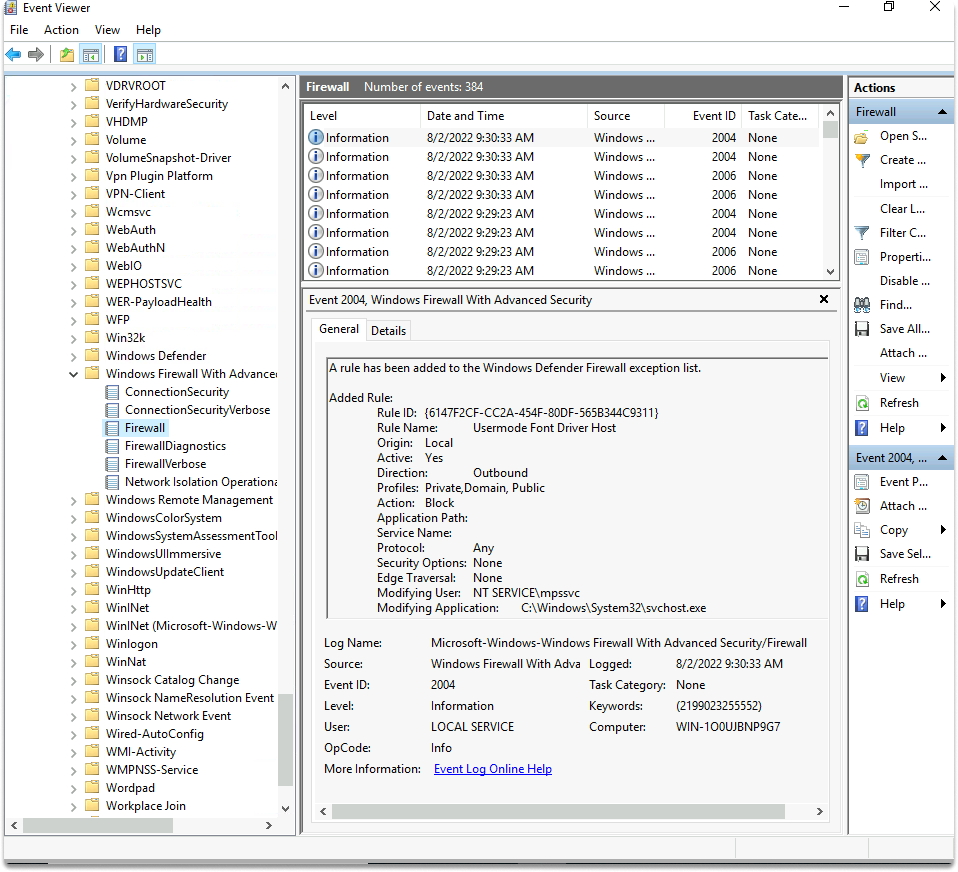 Event Viewer
File Action View Help
VDRVROOT
VerifyHardwareSecurity
VHDMP
Volume
VolumeSnapshot-Driver
Vpn Plugin Platform
VPN-Client
Wcmsvc
WebAuth
WebAuthN
WebIO
WEPHOSTSVC
WER-PayloadHealth
WFP
Win32k
Windows Defender
Windows Firewall With Advanced
ConnectionSecurity
ConnectionSecurityVerbose
Firewall
FirewallDiagnostics
FirewallVerbose
Network Isolation Operationa
Windows Remote Management
WindowsColorSystem
WindowsSystemAssessmentTool
WindowsUIImmersive
WindowsUpdateClient
WinHttp
WinINet
WinINet (Microsoft-Windows-W
Winlogon
WinNat
Winsock Catalog Change
Winsock NameResolution Event
Winsock Network Event
Wired-AutoConfig
WMI-Activity
WMPNSS-Service
Wordpad
Workplace Join
Firewall Number of events: 384
Level Date and Time Source Event ID Task Cate...
Information 8/2/2022 9:30:33 AM Windows ... 2004 None
Information 8/2/2022 9:30:33 AM Windows ... 2004 None
Information 8/2/2022 9:30:33 AM Windows ... 2006 None
Information 8/2/2022 9:30:33 AM Windows ... 2006 None
Information 8/2/2022 9:29:23 AM Windows ... 2004 None
Information 8/2/2022 9:29:23 AM Windows ... 2004 None
Information 8/2/2022 9:29:23 AM Windows ... 2006 None
Information 8/2/2022 9:29:23 AM Windows ... 2006 None
Event 2004, Windows Firewall With Advanced Security
General Details
A rule has been added to the Windows Defender Firewall exception list.
Added Rule:
Rule ID: {6147F2CF-CC2A-454F-80DF-565B344C9311}
Rule Name: Usermode Font Driver Host
Origin: Local
Active: Yes
Direction: Outbound
Profiles: Private,Domain, Public
Action: Block
Application Path:
Service Name:
Protocol: Any
Security Options: None
Edge Traversal: None
Modifying User: NT SERVICE\mpssvc
Modifying Application: C:\Windows\System32\svchost.exe
Log Name: Microsoft-Windows-Windows Firewall With Advanced Security/Firewall
Source: Windows Firewall With Adva Logged: 8/2/2022 9:30:33 AM
Event ID: 2004 Task Category: None
Level: Information Keywords: (2199023255552)
User: LOCAL SERVICE Computer: WIN-1O0UJBNP9G7
OpCode: Info
More Information: Event Log Online Help
Actions
Firewall
Open S...
Create ...
Import ...
Clear L...
Filter C...
Properti...
Disable ...
Find...
Save All...
Attach ...
View
Refresh
Help
Event 2004, ...
Event P...
Attach ...
Copy
Save Sel...
Refresh
Help